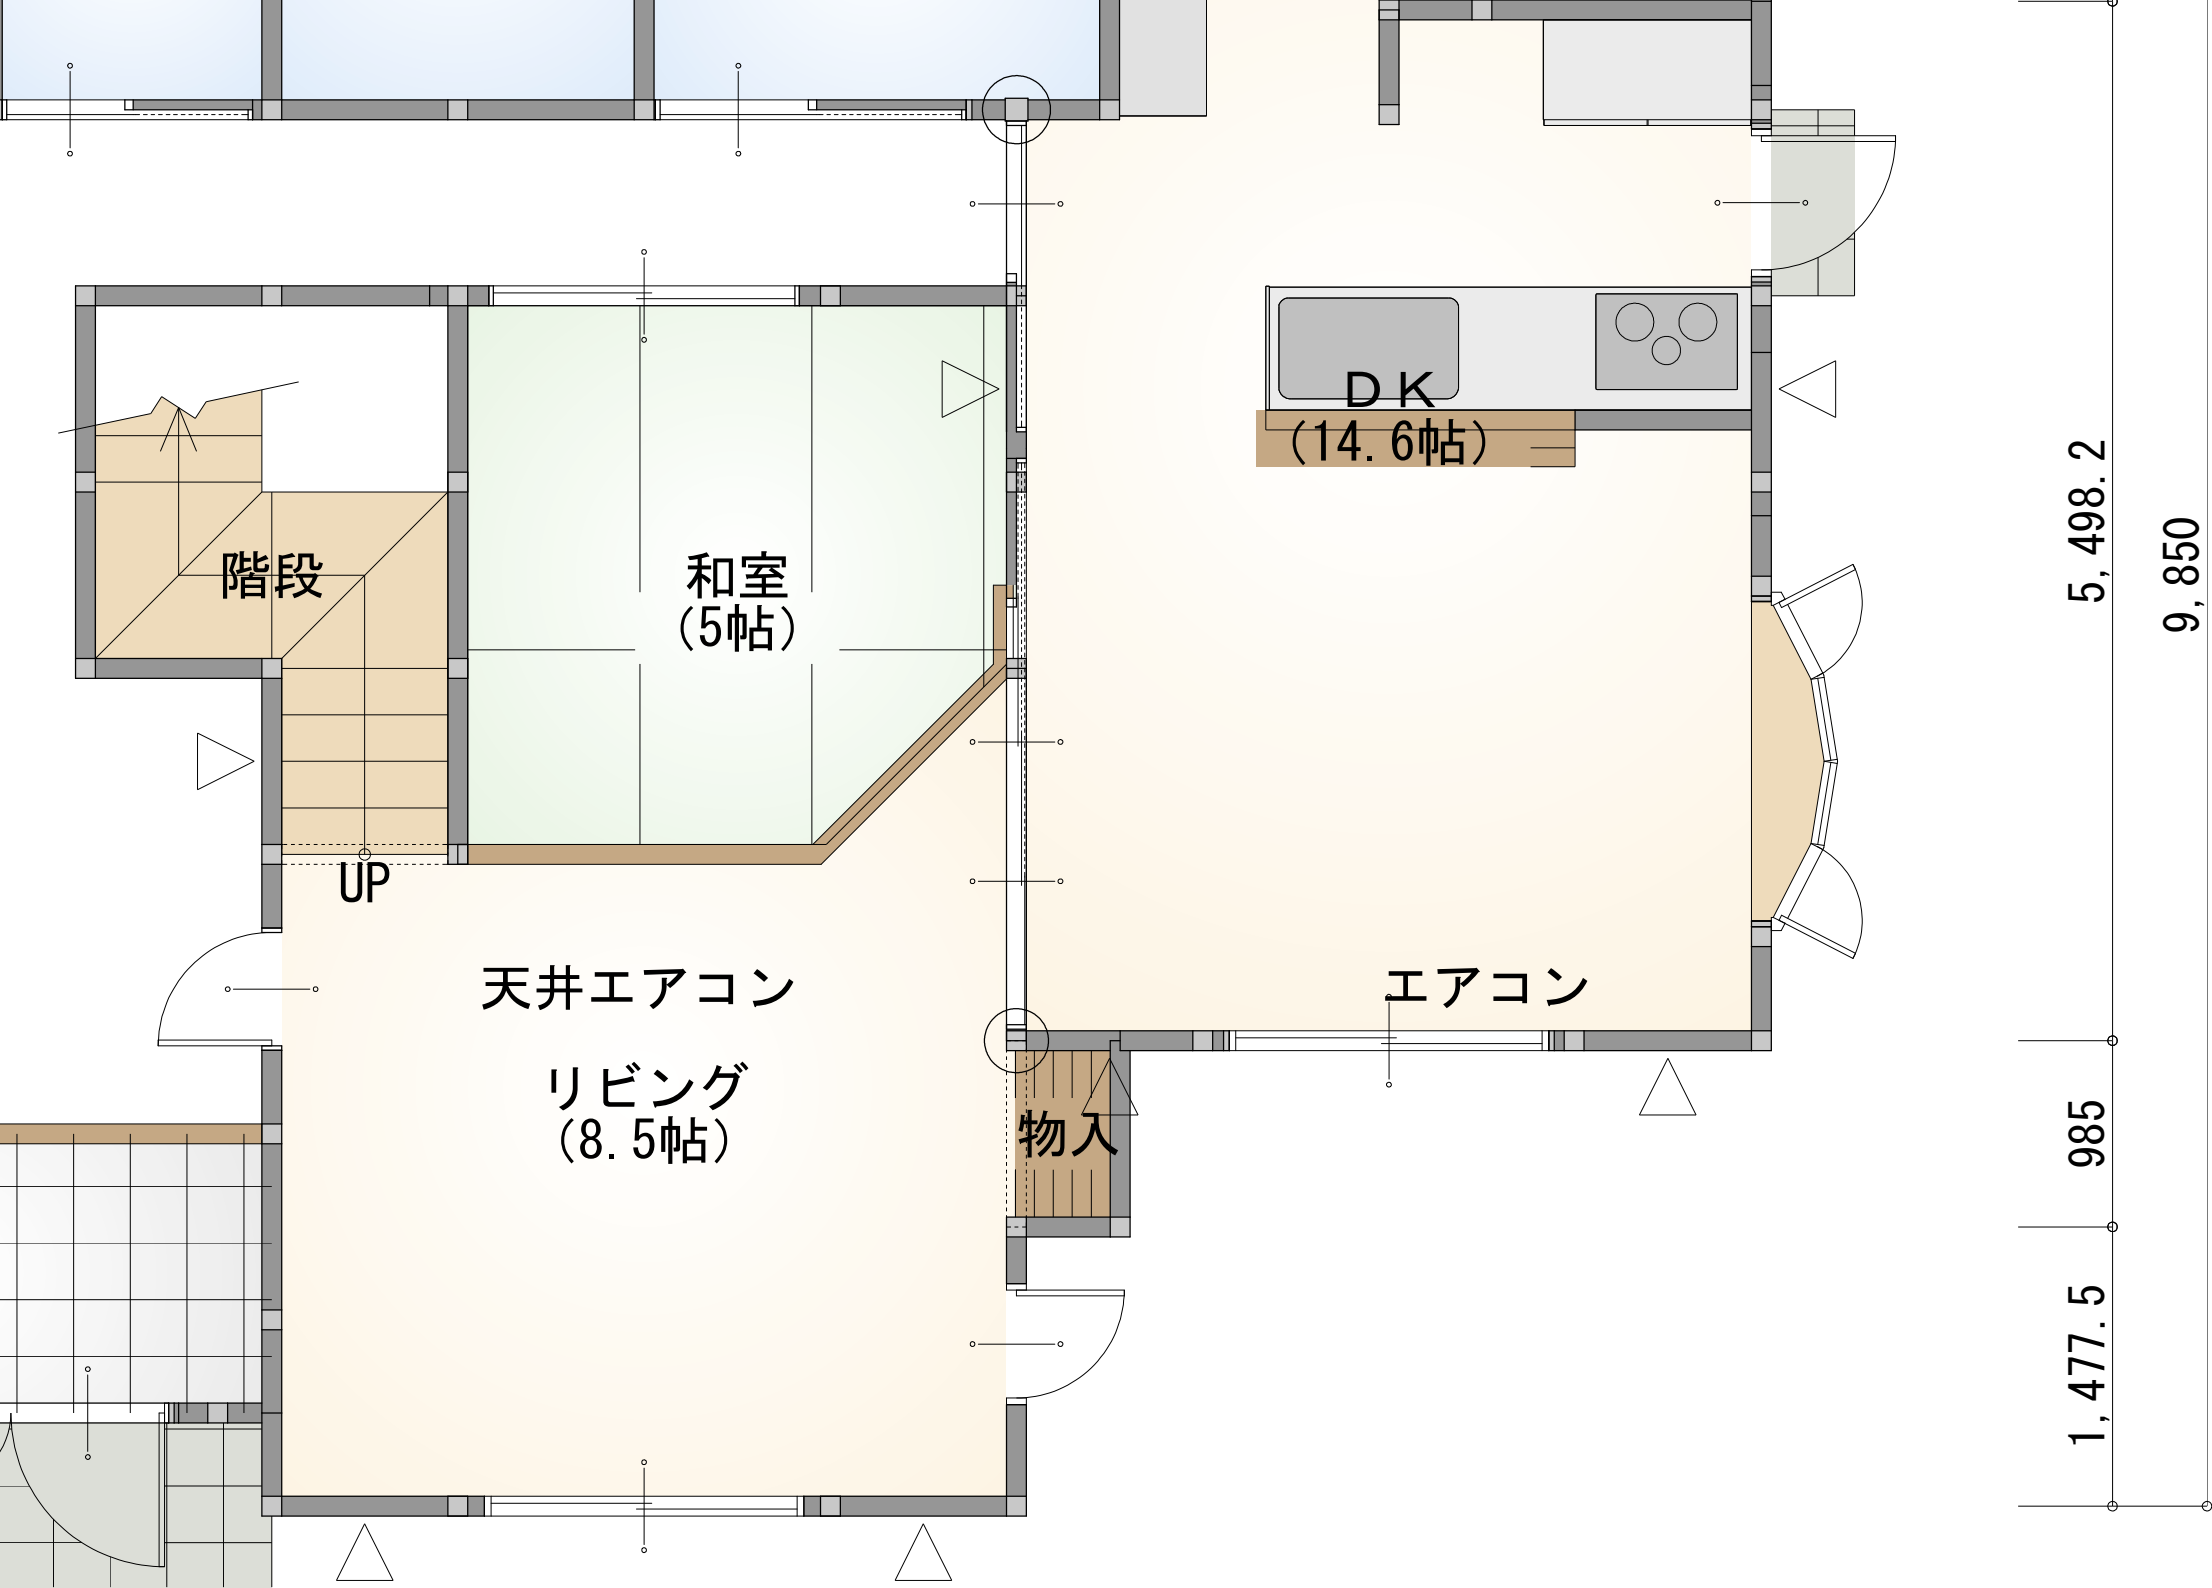 ＤＫ
(14.6帖)
階段
和室
(5帖)
UP
天井エアコン
エアコン
リビング
(8.5帖)
物入
5,498.2
9,850
985
1,477.5